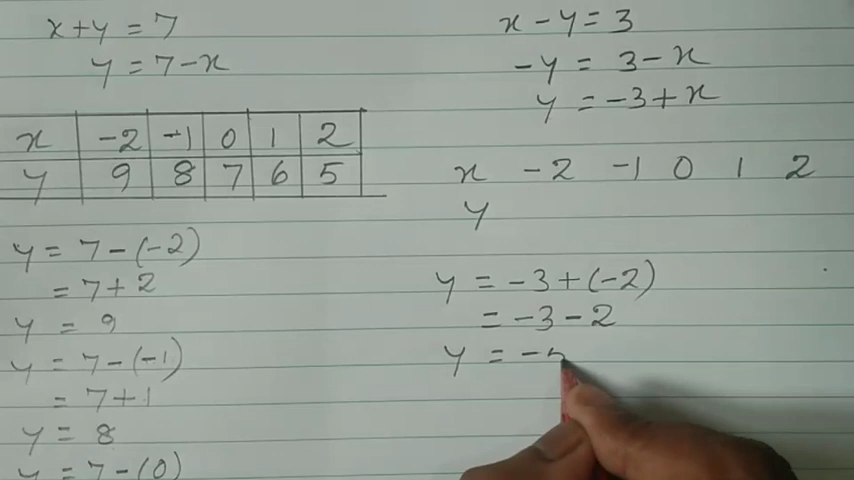 x + y = 7
y = 7 - x
x -2 -1 0 1 2
y 9 8 7 6 5
y = 7 - (-2)
= 7 + 2
y = 9
y = 7 - (-1)
= 7 + 1
y = 8
y = 7 - (0)
x - y = 3
-y = 3 - x
y = -3 + x
x -2 -1 0 1 2
y
y = -3 + (-2)
= -3 - 2
y = -